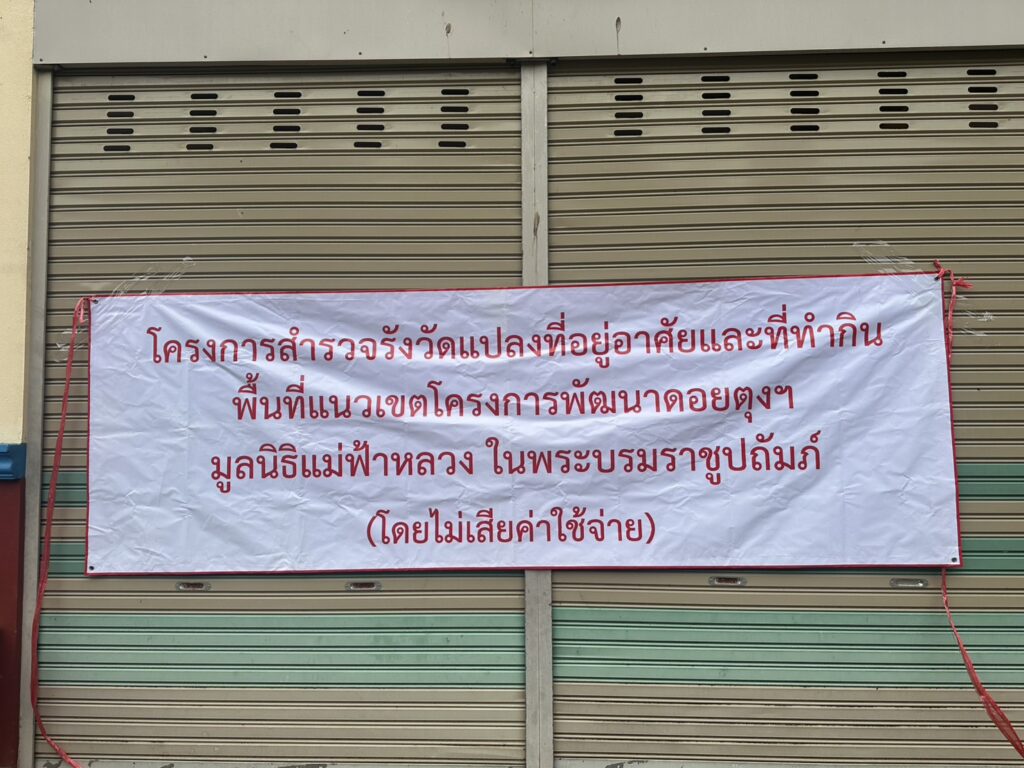 โครงการสำรวจรังวัดแปลงที่อยู่อาศัยและที่ทำกิน
พื้นที่แนวเขตโครงการพัฒนาดอยตุงฯ
มูลนิธิแม่ฟ้าหลวง ในพระบรมราชูปถัมภ์
(โดยไม่เสียค่าใช้จ่าย)